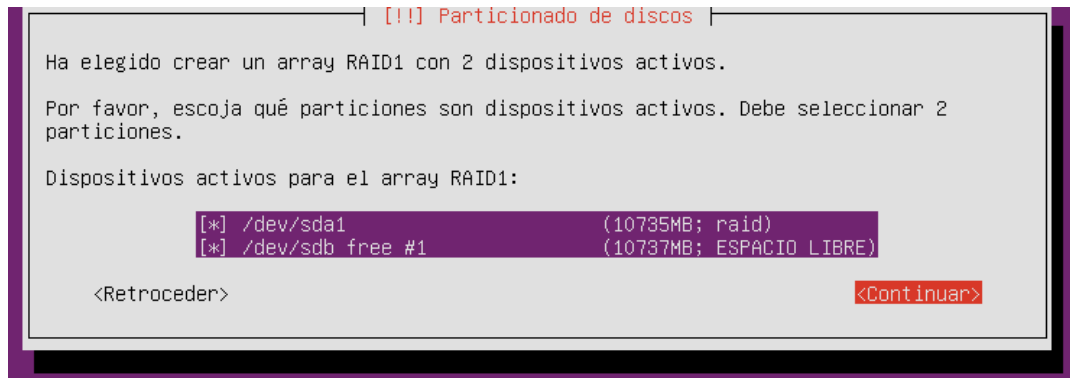 [!!] Particionado de discos
Ha elegido crear un array RAID1 con 2 dispositivos activos.
Por favor, escoja qué particiones son dispositivos activos. Debe seleccionar 2
particiones.
Dispositivos activos para el array RAID1:
[*] /dev/sda1 (10735MB; raid)
[*] /dev/sdb free #1 (10737MB; ESPACIO LIBRE)
<Retroceder> <Continuar>